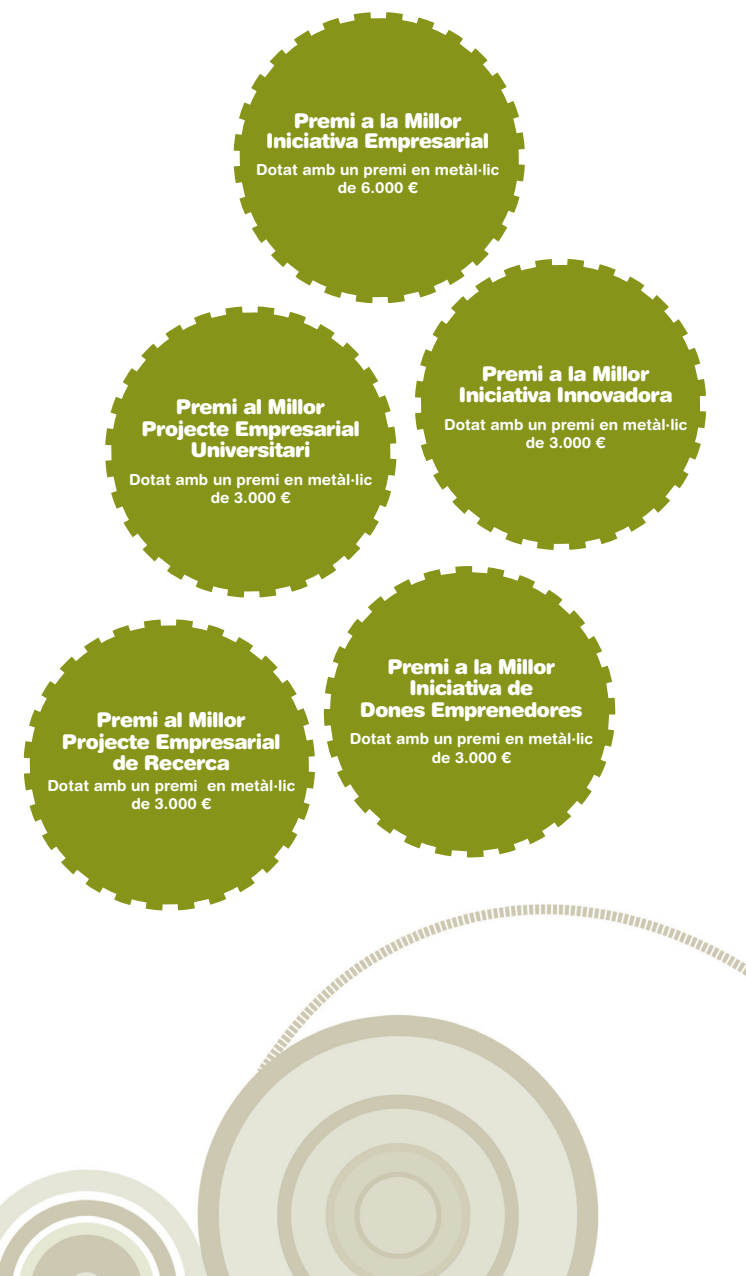 Premi a la Millor
Iniciativa Empresarial
Dotat amb un premi en metàl·lic
de 6.000 €
Premi a la Millor
Iniciativa Innovadora
Dotat amb un premi en metàl·lic
de 3.000 €
Premi al Millor
Projecte Empresarial
Universitari
Dotat amb un premi en metàl·lic
de 3.000 €
Premi a la Millor
Iniciativa de
Dones Emprenedores
Dotat amb un premi en metàl·lic
de 3.000 €
Premi al Millor
Projecte Empresarial
de Recerca
Dotat amb un premi en metàl·lic
de 3.000 €